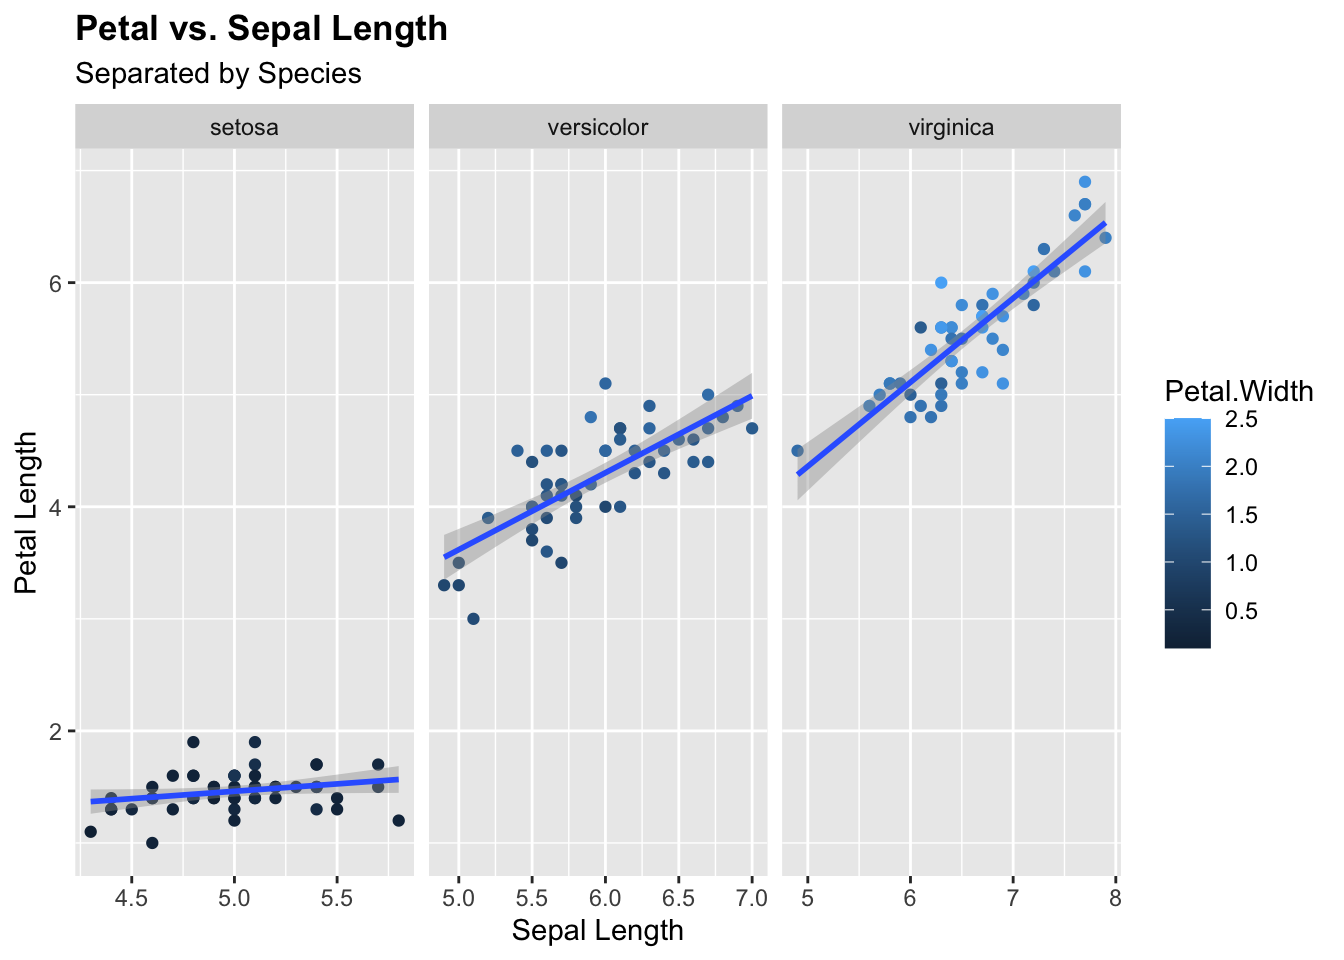 Petal vs. Sepal Length
Separated by Species
setosa versicolor virginica
Petal Length
6
4
2
4.5 5.0 5.5 5.0 5.5 6.0 6.5 7.0 5 6 7 8
Sepal Length
Petal.Width
2.5
2.0
1.5
1.0
0.5